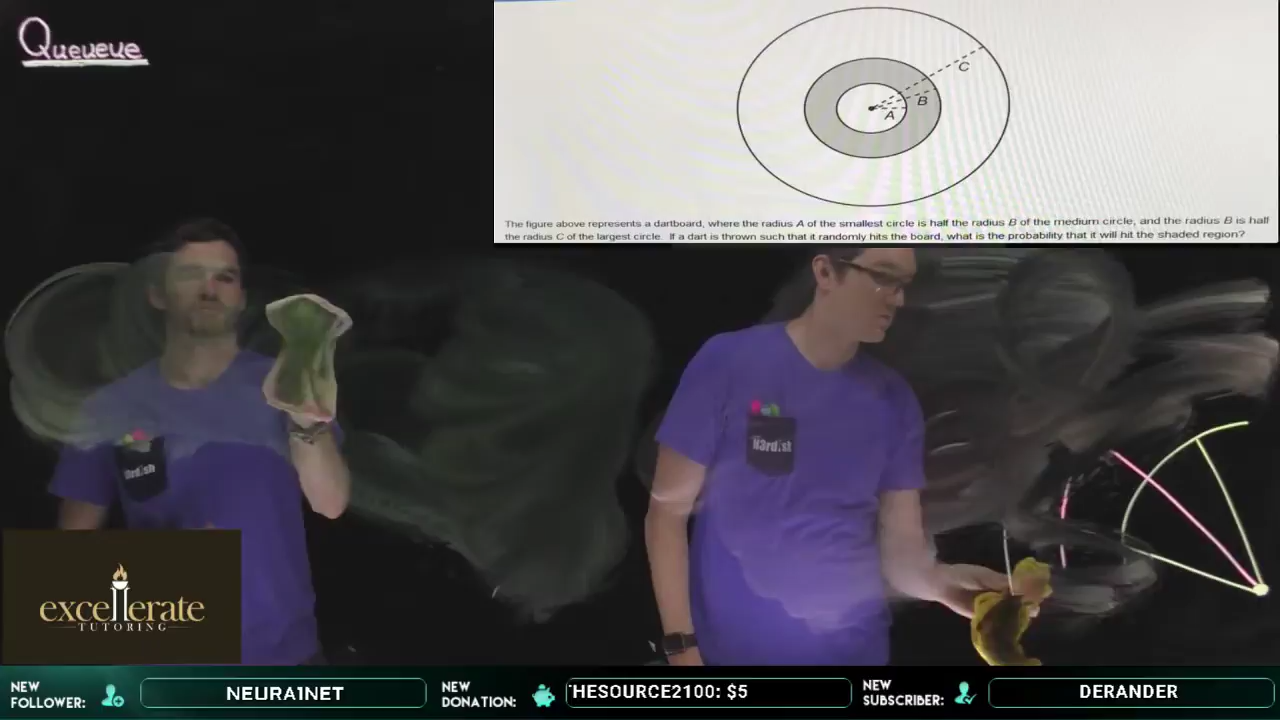 Queueue
C
B
A
The figure above represents a dartboard, where the radius A of the smallest circle is half the radius B of the medium circle, and the radius B is half
the radius C of the largest circle. If a dart is thrown such that it randomly hits the board, what is the probability that it will hit the shaded region?
excellerate
TUTORING
NEW
FOLLOWER:
NEURA1NET
NEW
DONATION:
HESOURCE2100: $5
NEW
SUBSCRIBER:
DERANDER